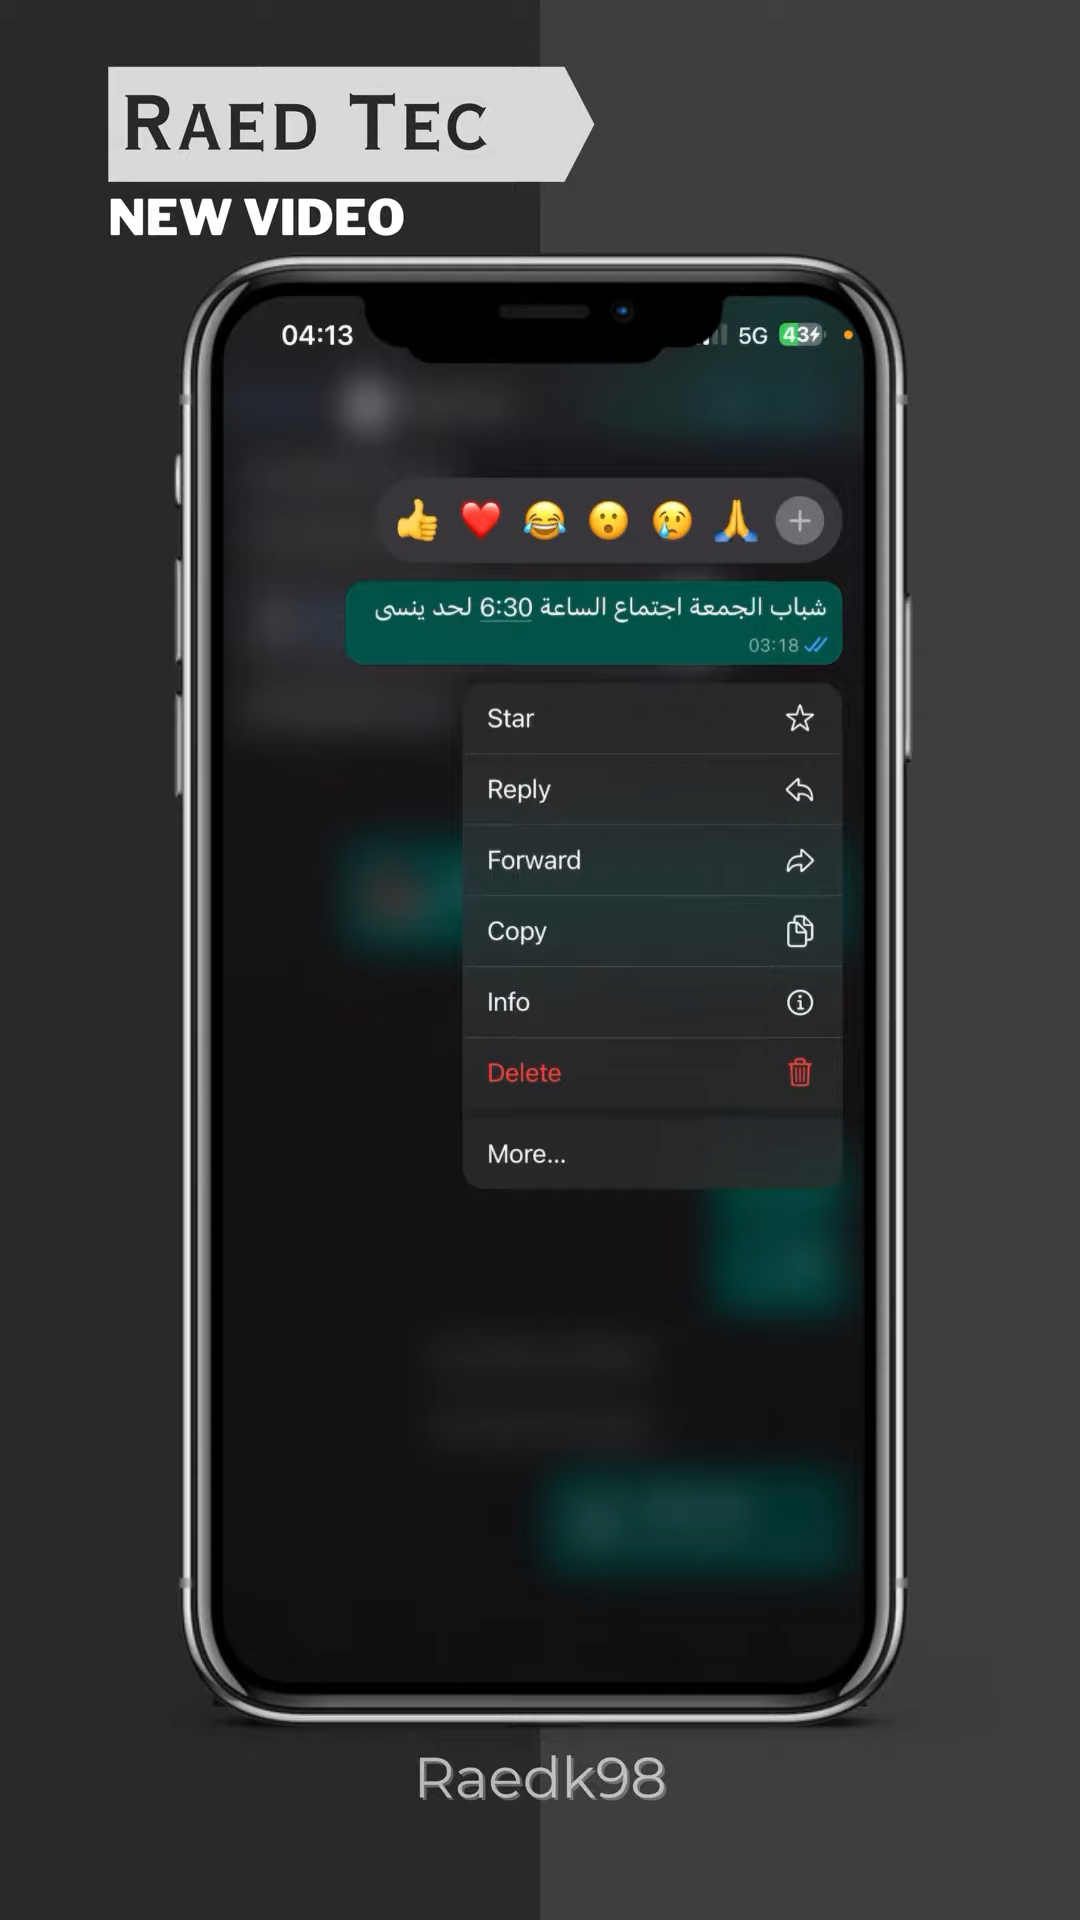 RAED TEC
NEW VIDEO
04:13
5G 43
شباب الجمعة اجتماع الساعة 6:30 لحد ينسى
03:18
Star
Reply
Forward
Copy
Info
Delete
More...
Raedk98